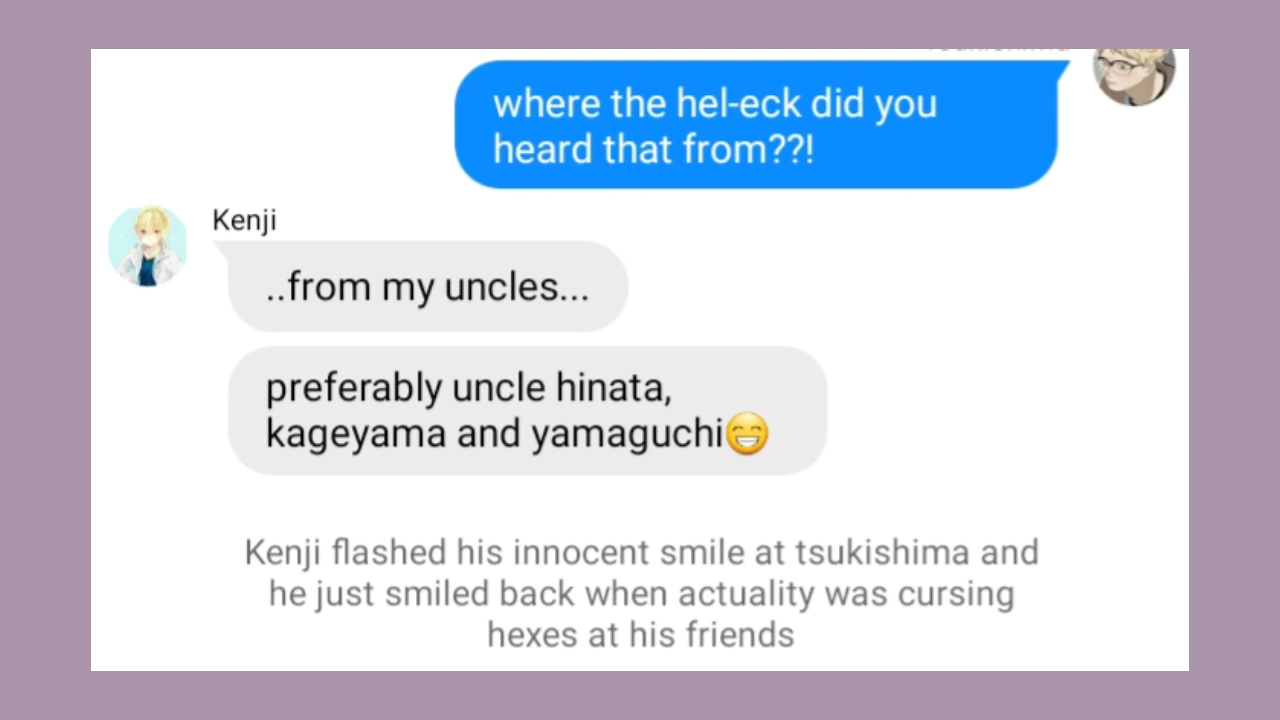 where the hel-eck did you
heard that from??!
Kenji
..from my uncles...
preferably uncle hinata,
kageyama and yamaguchi😁
Kenji flashed his innocent smile at tsukishima and
he just smiled back when actuality was cursing
hexes at his friends